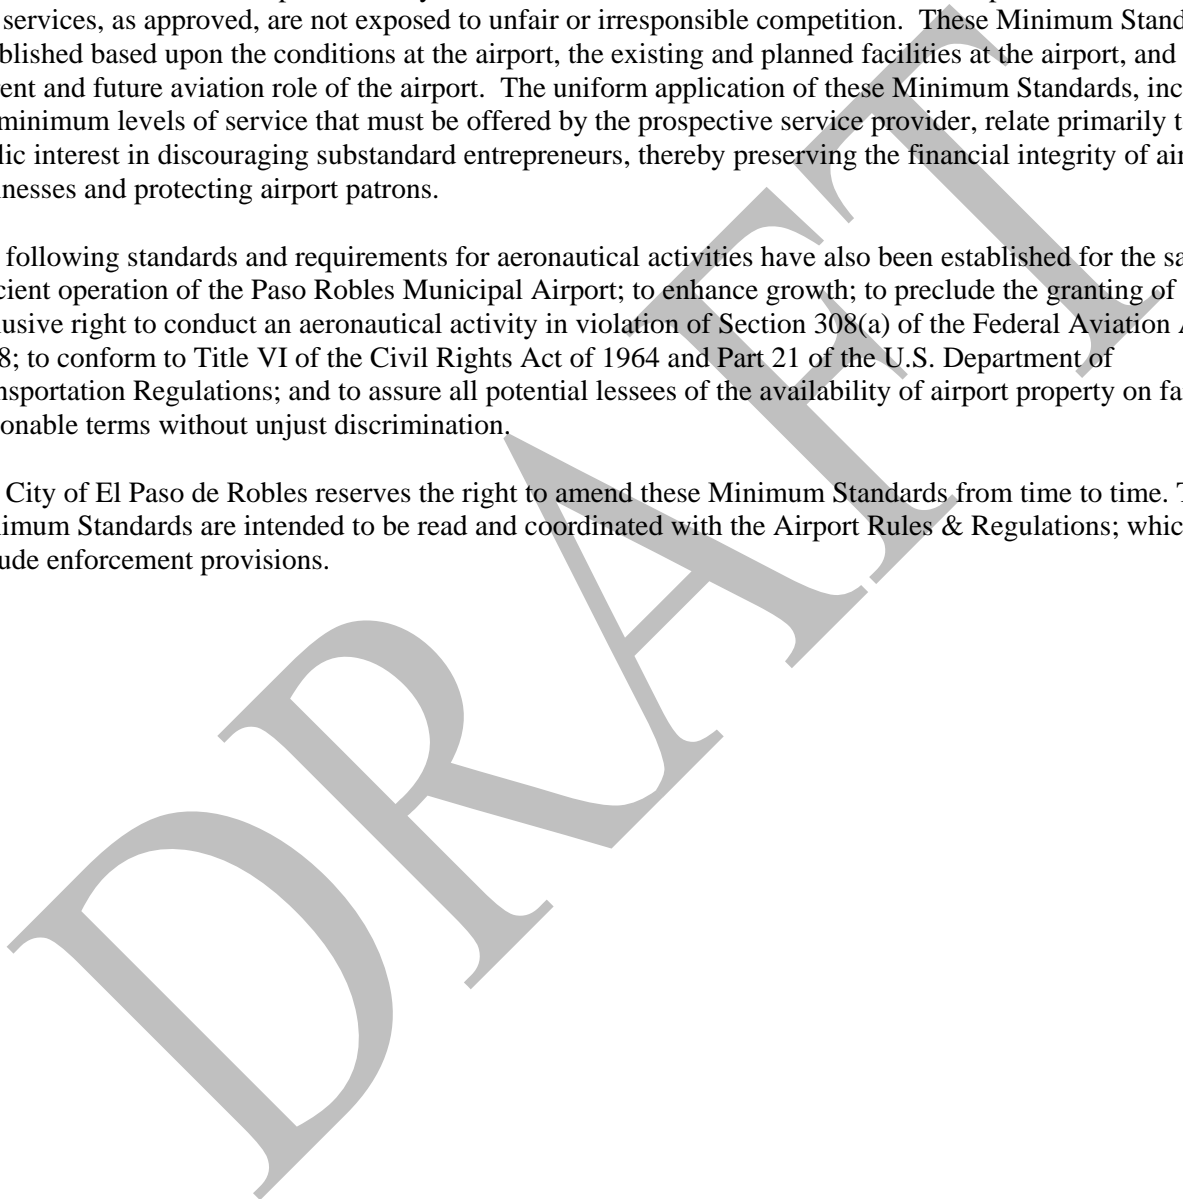 services, as approved, are not exposed to unfair or irresponsible competition. These Minimum Stand
blished based upon the conditions at the airport, the existing and planned facilities at the airport, and
ent and future aviation role of the airport. The uniform application of these Minimum Standards, inc
minimum levels of service that must be offered by the prospective service provider, relate primarily t
lic interest in discouraging substandard entrepreneurs, thereby preserving the financial integrity of air
nesses and protecting airport patrons.
following standards and requirements for aeronautical activities have also been established for the sa
cient operation of the Paso Robles Municipal Airport; to enhance growth; to preclude the granting of
lusive right to conduct an aeronautical activity in violation of Section 308(a) of the Federal Aviation A
8; to conform to Title VI of the Civil Rights Act of 1964 and Part 21 of the U.S. Department of
nsportation Regulations; and to assure all potential lessees of the availability of airport property on fa
onable terms without unjust discrimination.
City of El Paso de Robles reserves the right to amend these Minimum Standards from time to time. T
nimum Standards are intended to be read and coordinated with the Airport Rules & Regulations; whic
ude enforcement provisions.
DRAFT